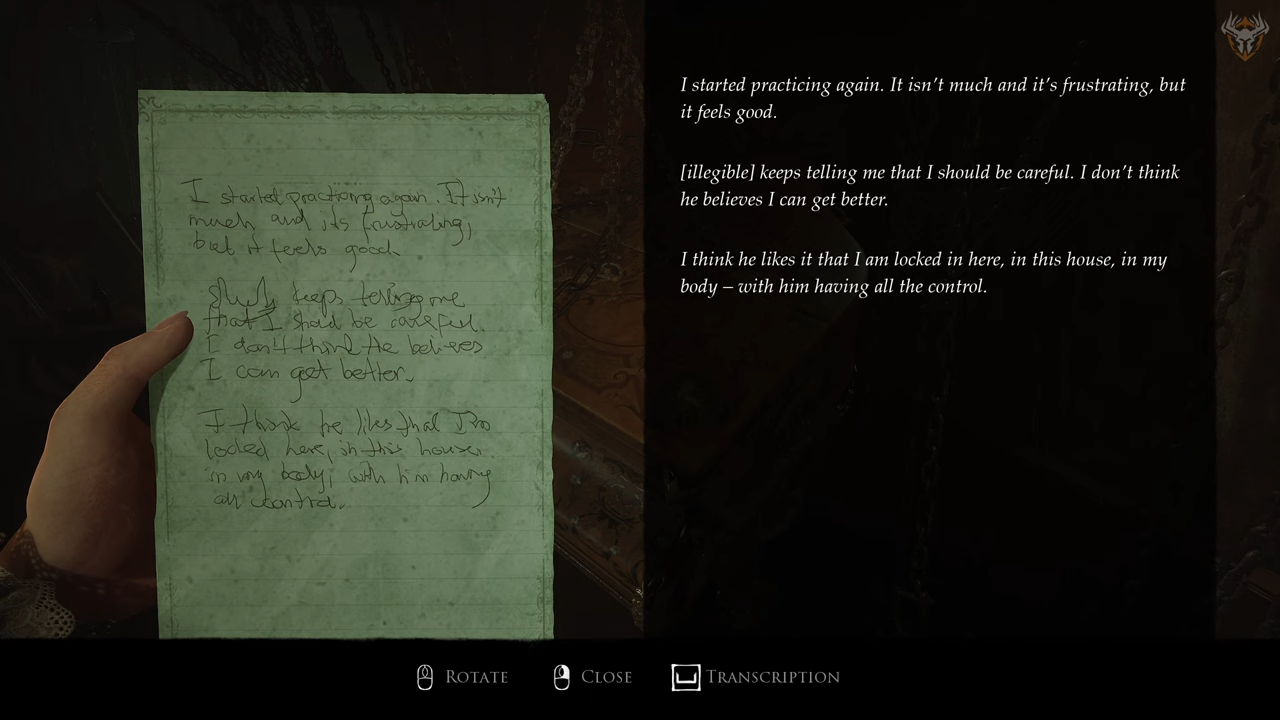 I started practicing again. It isn't
much and its frustrating,
but it feels good.
keeps telling me
that I shoud be careful.
I don't think he believes
I can get better.
I think he likes that I'm
locked here, in this house,
in my body, with him having
all control.
I started practicing again. It isn’t much and it’s frustrating, but
it feels good.
[illegible] keeps telling me that I should be careful. I don’t think
he believes I can get better.
I think he likes it that I am locked in here, in this house, in my
body – with him having all the control.
Rotate
Close
Transcription